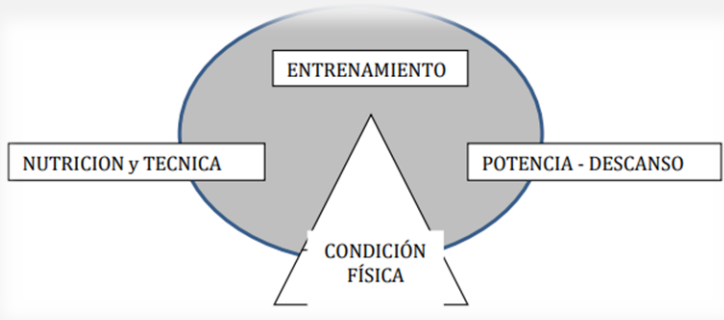 ENTRENAMIENTO
NUTRICION y TECNICA
POTENCIA - DESCANSO
CONDICIÓN
FÍSICA